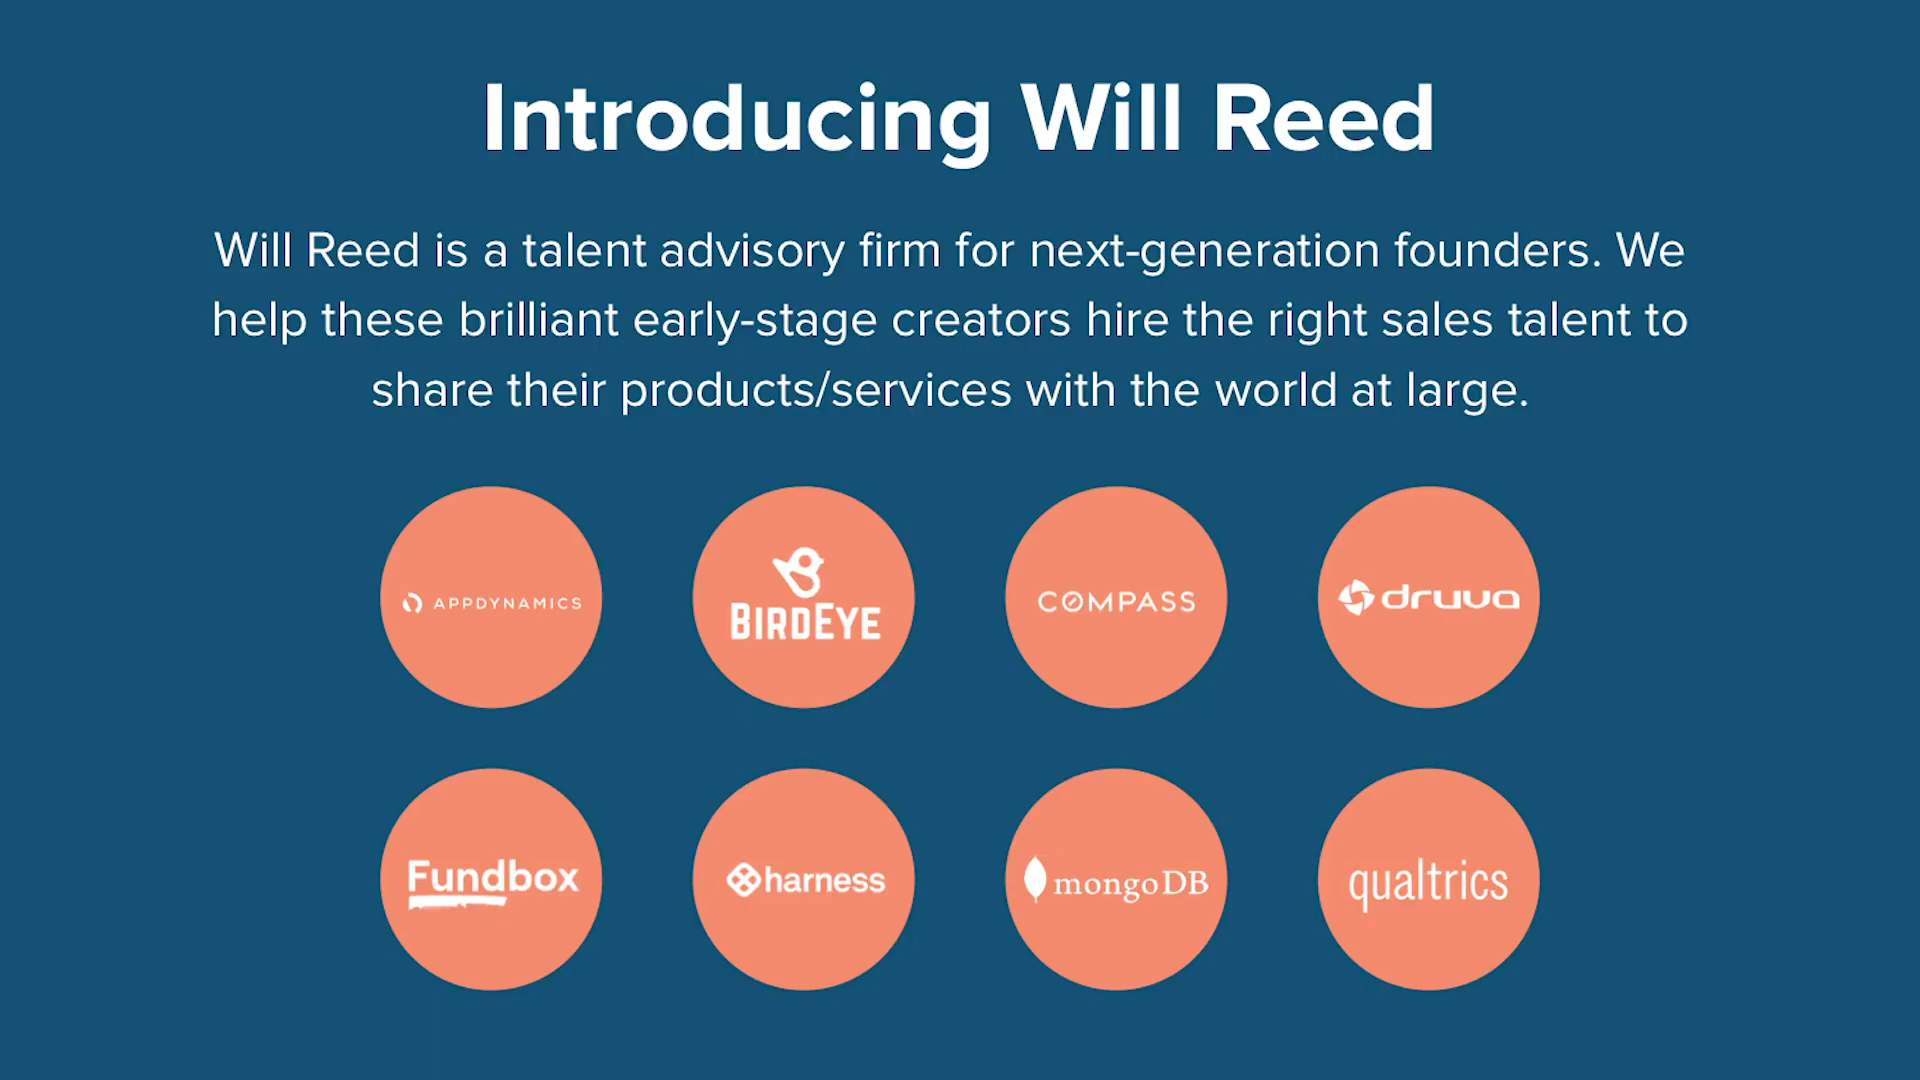 Introducing Will Reed
Will Reed is a talent advisory firm for next-generation founders. We
help these brilliant early-stage creators hire the right sales talent to
share their products/services with the world at large.
APPDYNAMICS
BIRDEYE
COMPASS
druva
Fundbox
harness
mongoDB
qualtrics